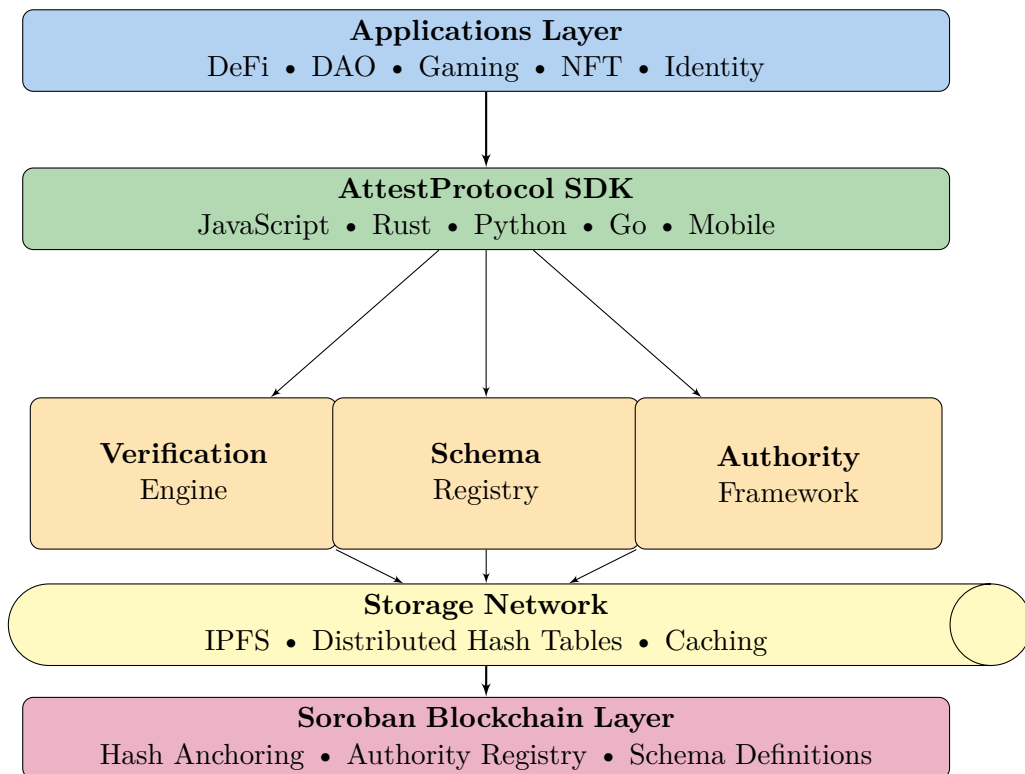 Applications Layer
DeFi • DAO • Gaming • NFT • Identity
AttestProtocol SDK
JavaScript • Rust • Python • Go • Mobile
Verification
Engine
Schema
Registry
Authority
Framework
Storage Network
IPFS • Distributed Hash Tables • Caching
Soroban Blockchain Layer
Hash Anchoring • Authority Registry • Schema Definitions